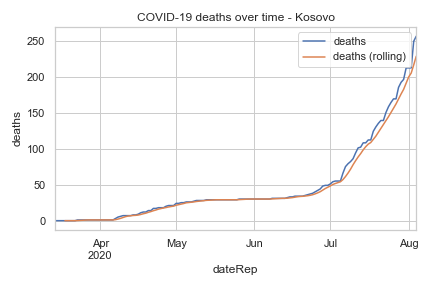 COVID-19 deaths over time - Kosovo
deaths
deaths (rolling)
250
200
150
100
50
0
deaths
Apr
2020
May
Jun
Jul
Aug
dateRep